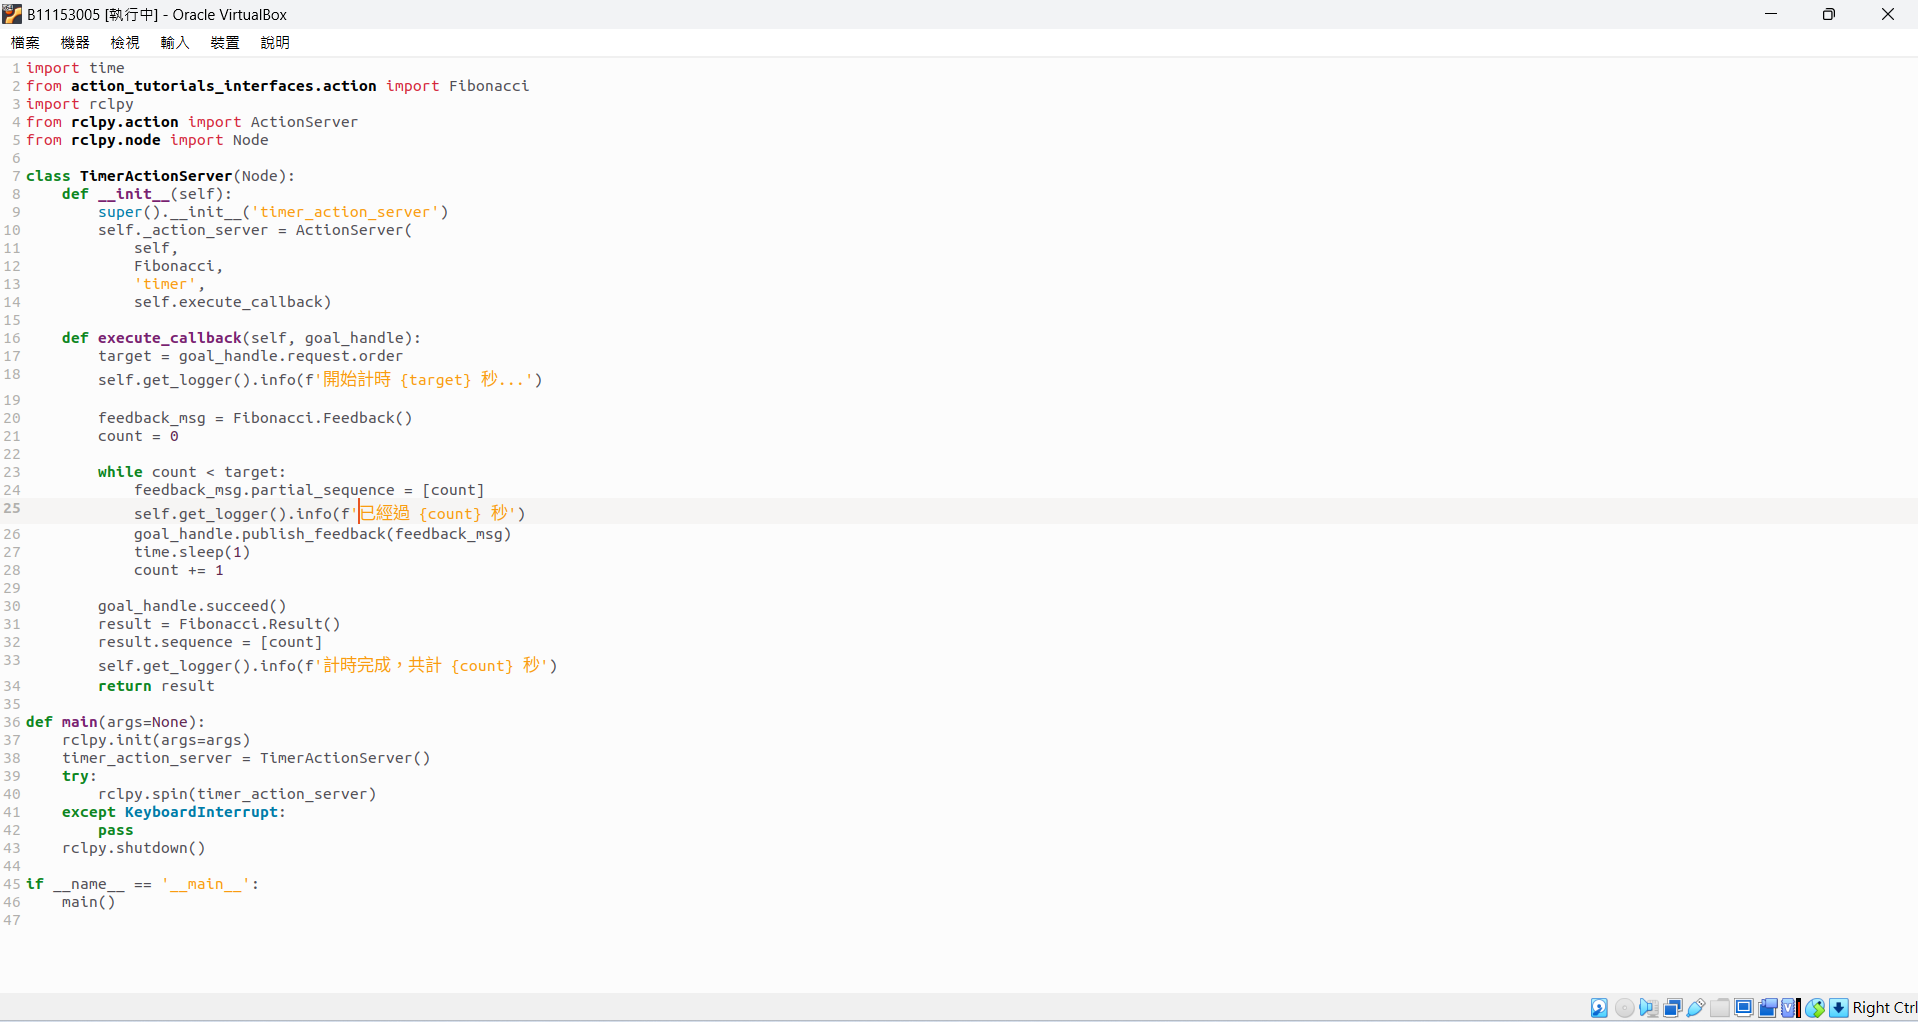 B11153005 [執行中] - Oracle VirtualBox
檔案 機器 檢視 輸入 裝置 說明
1 import time
2 from action_tutorials_interfaces.action import Fibonacci
3 import rclpy
4 from rclpy.action import ActionServer
5 from rclpy.node import Node
6
7 class TimerActionServer(Node):
8     def __init__(self):
9         super().__init__('timer_action_server')
10         self._action_server = ActionServer(
11             self,
12             Fibonacci,
13             'timer',
14             self.execute_callback)
15
16     def execute_callback(self, goal_handle):
17         target = goal_handle.request.order
18         self.get_logger().info(f'開始計時 {target} 秒...')
19
20         feedback_msg = Fibonacci.Feedback()
21         count = 0
22
23         while count < target:
24             feedback_msg.partial_sequence = [count]
25             self.get_logger().info(f'已經過 {count} 秒')
26             goal_handle.publish_feedback(feedback_msg)
27             time.sleep(1)
28             count += 1
29
30         goal_handle.succeed()
31         result = Fibonacci.Result()
32         result.sequence = [count]
33         self.get_logger().info(f'計時完成，共計 {count} 秒')
34         return result
35
36 def main(args=None):
37     rclpy.init(args=args)
38     timer_action_server = TimerActionServer()
39     try:
40         rclpy.spin(timer_action_server)
41     except KeyboardInterrupt:
42         pass
43     rclpy.shutdown()
44
45 if __name__ == '__main__':
46     main()
47
Right Ctrl